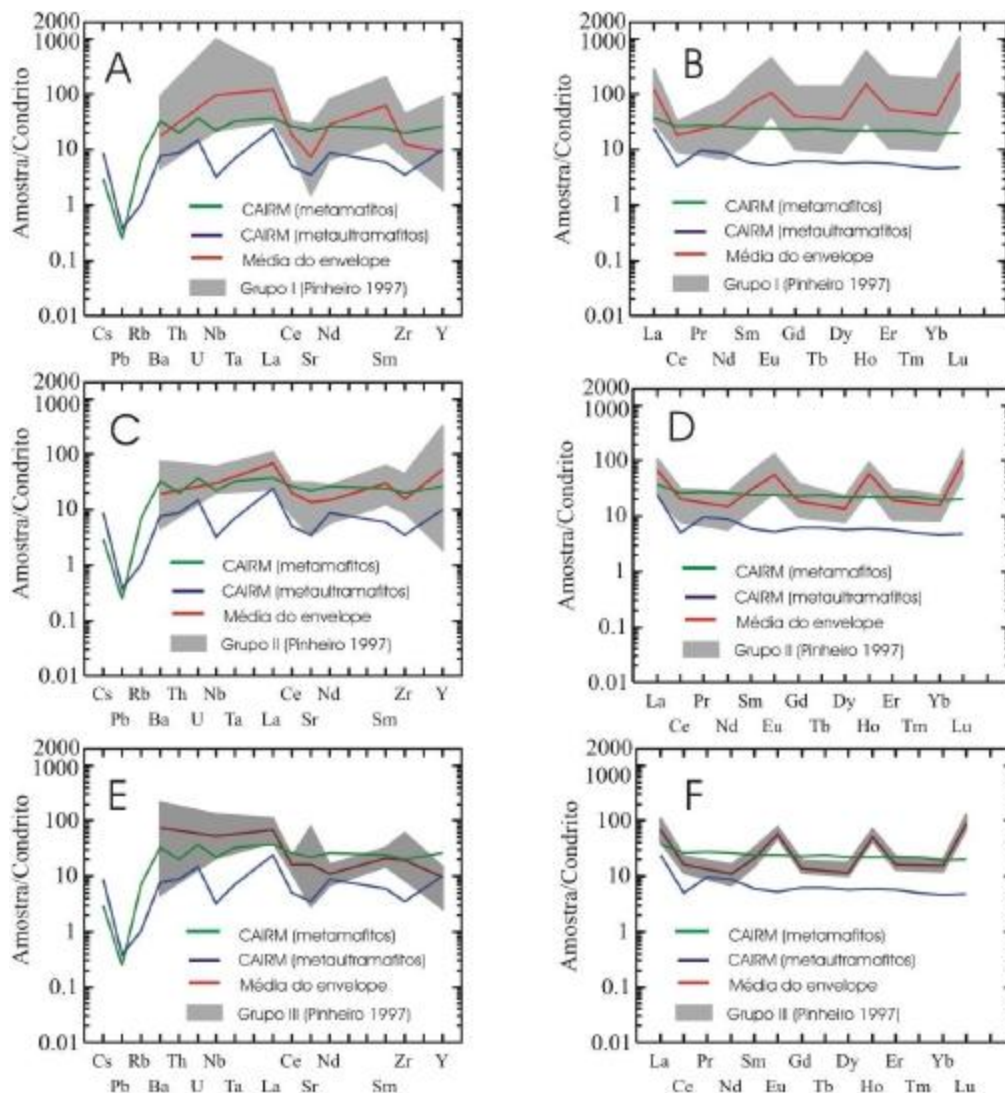 A
Amostra/Condrito
2000
1000
100
10
1
0.1
0.01
CAIRM (metamafitos)
CAIRM (metaultramafitos)
Média do envelope
Grupo I (Pinheiro 1997)
Cs Rb Th Nb La Sr Sm Y
Pb Ba U Ta Ce Nd Zr
B
Amostra/Condrito
2000
1000
100
10
1
0.1
0.01
CAIRM (metamafitos)
CAIRM (metaultramafitos)
Média do envelope
Grupo I (Pinheiro 1997)
La Pr Sm Gd Dy Er Yb
Ce Nd Eu Tb Ho Tm Lu
C
Amostra/Condrito
2000
1000
100
10
1
0.1
0.01
CAIRM (metamafitos)
CAIRM (metaultramafitos)
Média do envelope
Grupo II (Pinheiro 1997)
Cs Rb Th Nb Ce Nd Zr Y
Pb Ba U Ta La Sr Sm
D
Amostra/Condrito
2000
1000
100
10
1
0.1
0.01
CAIRM (metamafitos)
CAIRM (metaultramafitos)
Média do envelope
Grupo II (Pinheiro 1997)
La Pr Sm Gd Dy Er Yb
Ce Nd Eu Tb Ho Tm Lu
E
Amostra/Condrito
2000
1000
100
10
1
0.1
0.01
CAIRM (metamafitos)
CAIRM (metaultramafitos)
Média do envelope
Grupo III (Pinheiro 1997)
Cs Rb Th Nb Ce Nd Zr Y
Pb Ba U Ta La Sr Sm
F
Amostra/Condrito
2000
1000
100
10
1
0.1
0.01
CAIRM (metamafitos)
CAIRM (metaultramafitos)
Média do envelope
Grupo III (Pinheiro 1997)
La Pr Sm Gd Dy Er Yb
Ce Nd Eu Tb Ho Tm Lu